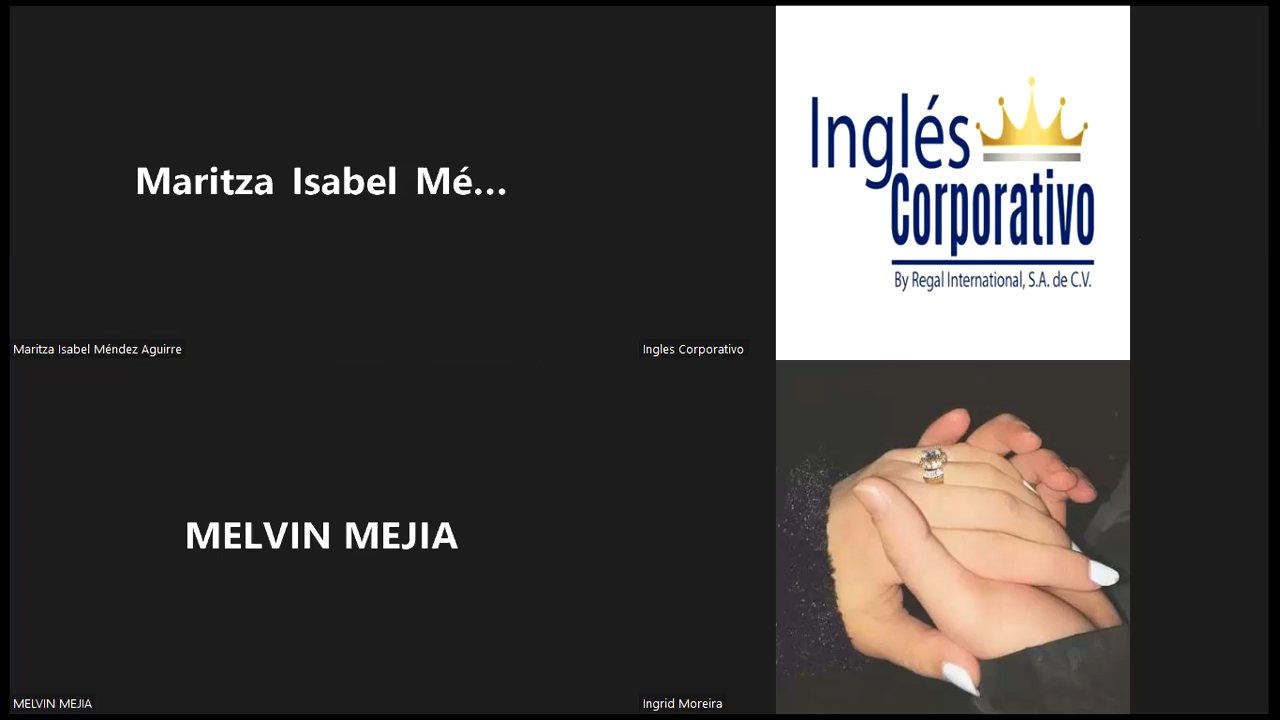 Maritza Isabel Mé...
Maritza Isabel Méndez Aguirre
Inglés
Corporativo
By Regal International, S.A. de C.V.
Ingles Corporativo
MELVIN MEJIA
MELVIN MEJIA
Ingrid Moreira